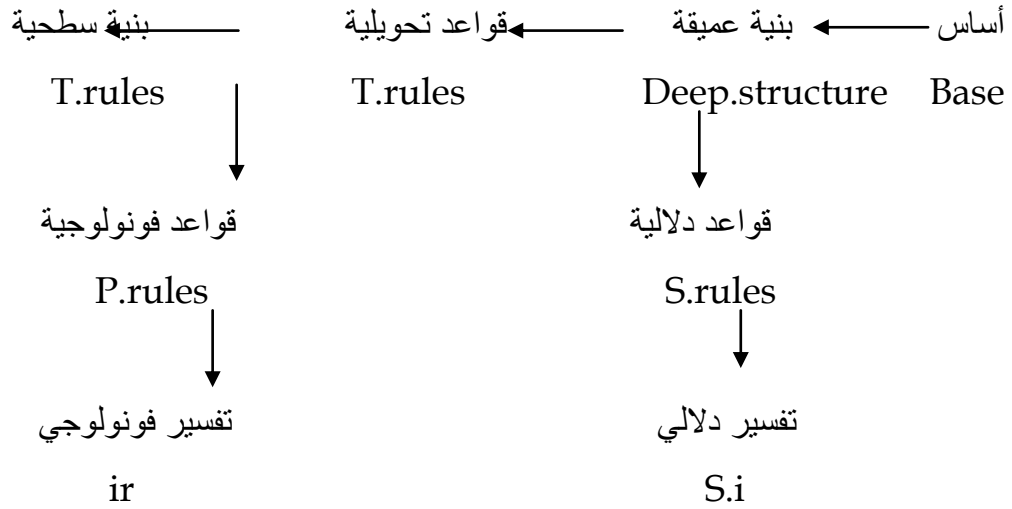 أساس بنية عميقة قواعد تحويلية بنية سطحية
Base Deep.structure T.rules T.rules
قواعد دلالية قواعد فونولوجية
S.rules P.rules
تفسير دلالي تفسير فونولوجي
S.i ir